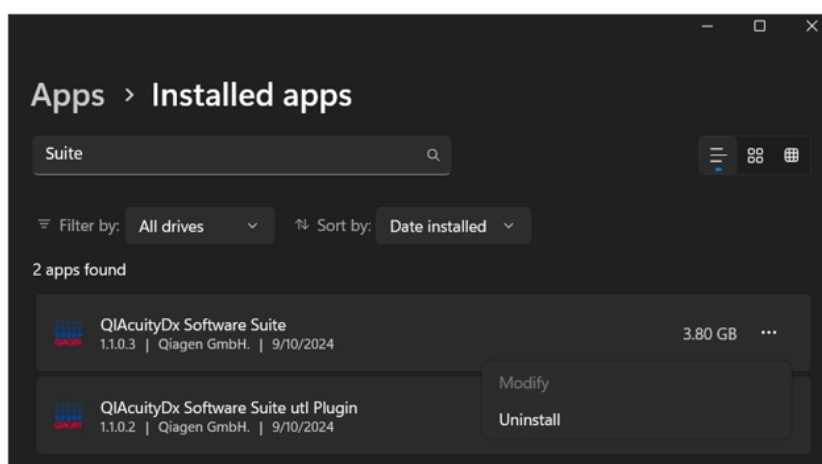 Apps > Installed apps
Suite
Filter by: All drives Sort by: Date installed
2 apps found
QIAcuityDx Software Suite
1.1.0.3 | Qiagen GmbH. | 9/10/2024
3.80 GB
Modify
Uninstall
QIAcuityDx Software Suite utl Plugin
1.1.0.2 | Qiagen GmbH. | 9/10/2024
QIAGEN
QIAGEN